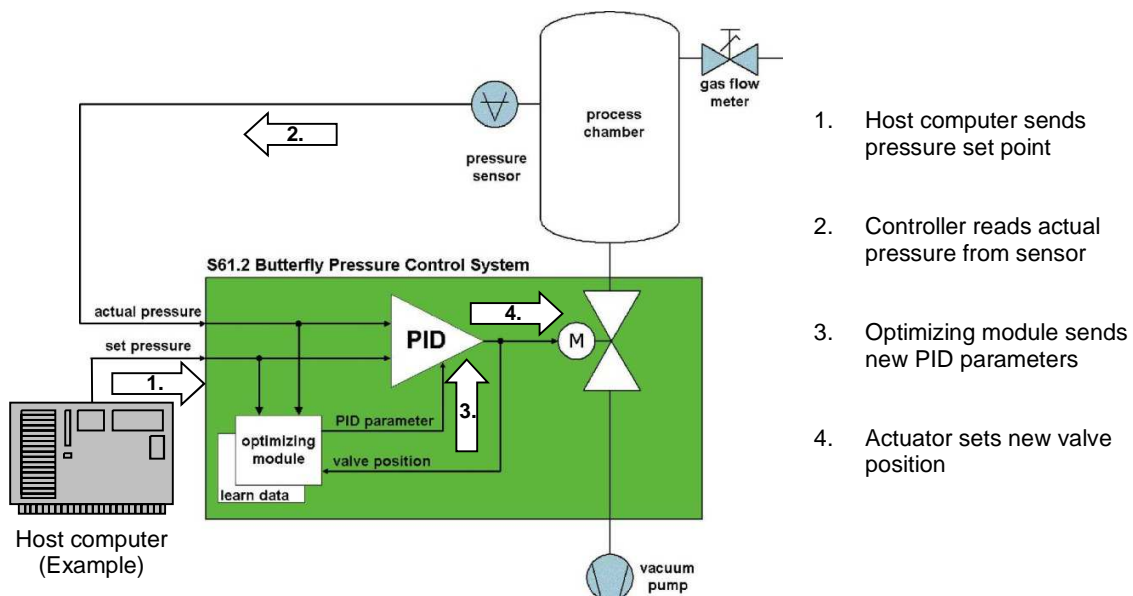 gas flow
meter
process
chamber
2.
pressure
sensor
S61.2 Butterfly Pressure Control System
actual pressure
set pressure
1.
PID
4.
M
3.
PID parameter
optimizing
module
valve position
learn data
Host computer
(Example)
vacuum
pump
1. Host computer sends
pressure set point
2. Controller reads actual
pressure from sensor
3. Optimizing module sends
new PID parameters
4. Actuator sets new valve
position